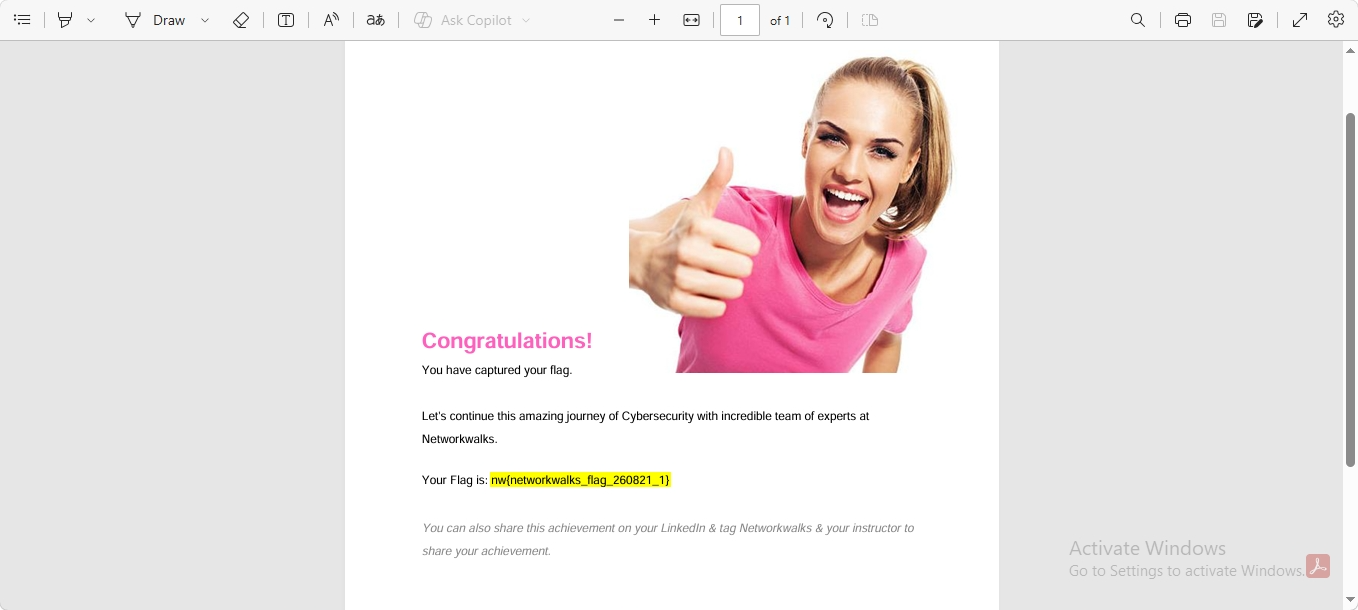 Draw
aあ
Ask Copilot
1
of 1
Congratulations!
You have captured your flag.
Let's continue this amazing journey of Cybersecurity with incredible team of experts at
Networkwalks.
Your Flag is: nw{networkwalks_flag_260821_1}
You can also share this achievement on your LinkedIn & tag Networkwalks & your instructor to
share your achievement.
Activate Windows
Go to Settings to activate Windows.